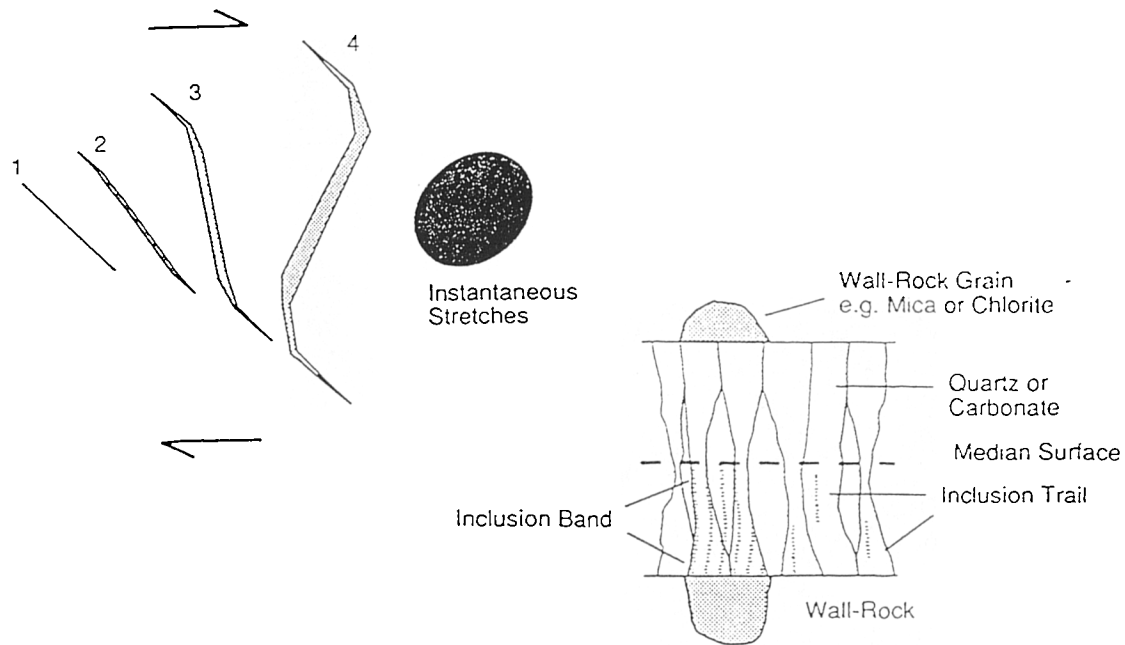 1
2
3
4
Instantaneous
Stretches
Wall-Rock Grain
e.g. Mica or Chlorite
Quartz or
Carbonate
Median Surface
Inclusion Trail
Inclusion Band
Wall-Rock